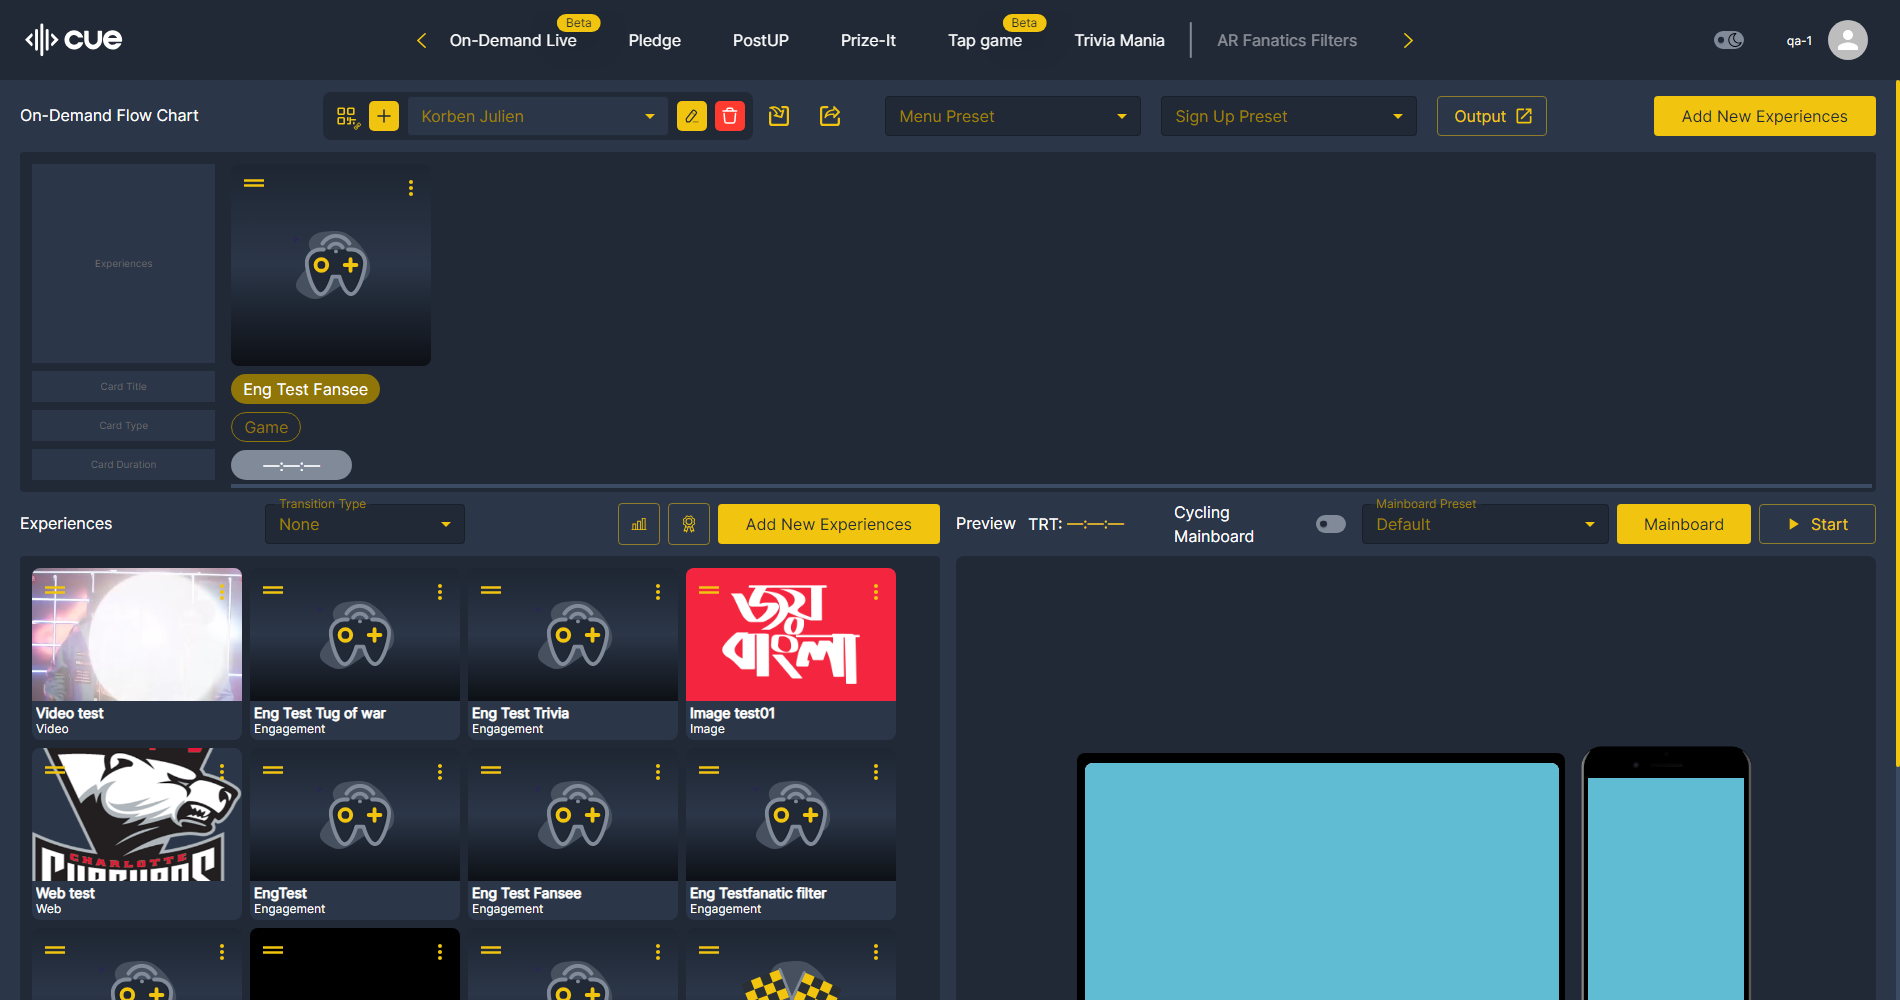 cue
On-Demand Live
Beta
Pledge
PostUP
Prize-It
Tap game
Beta
Trivia Mania
AR Fanatics Filters
qa-1
On-Demand Flow Chart
Korben Julien
Menu Preset
Sign Up Preset
Output
Add New Experiences
Experiences
Card Title
Eng Test Fansee
Card Type
Game
Card Duration
—:—:—
Experiences
Transition Type
None
Add New Experiences
Preview
TRT: —:—:—
Cycling
Mainboard
Mainboard Preset
Default
Mainboard
Start
জয়
বাংলা
Video test
Video
Eng Test Tug of war
Engagement
Eng Test Trivia
Engagement
Image test01
Image
CHARLOTTE
Web test
Web
EngTest
Engagement
Eng Test Fansee
Engagement
Eng Testfanatic filter
Engagement